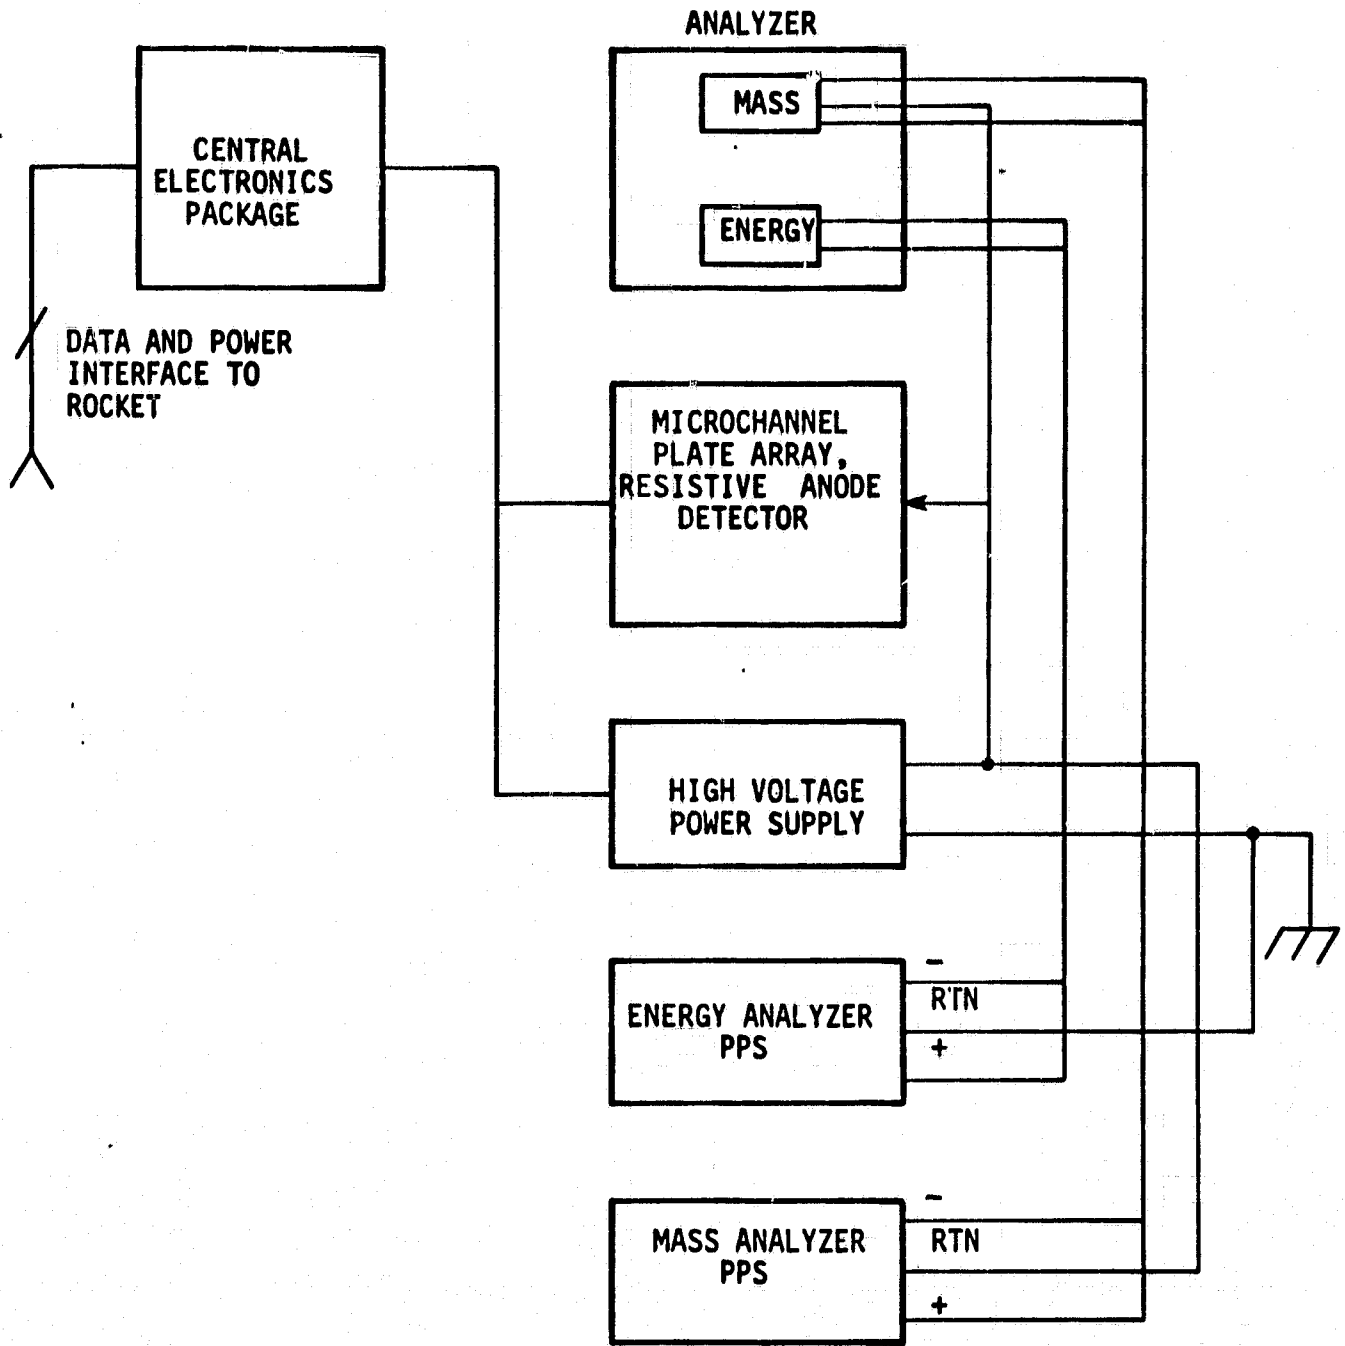 ANALYZER
MASS
ENERGY
CENTRAL
ELECTRONICS
PACKAGE
DATA AND POWER
INTERFACE TO
ROCKET
MICROCHANNEL
PLATE ARRAY,
RESISTIVE ANODE
DETECTOR
HIGH VOLTAGE
POWER SUPPLY
ENERGY ANALYZER
PPS
-
RTN
+
MASS ANALYZER
PPS
-
RTN
+